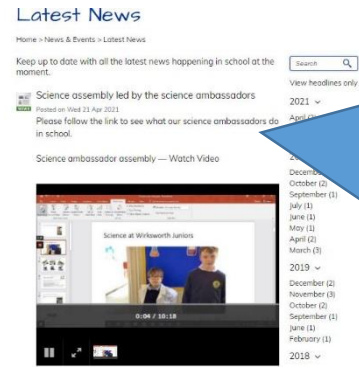 Latest News
Home > News & Events > Latest News
Keep up to date with all the latest news happening in school at the
moment.
Search
View headlines only
Science assembly led by the science ambassadors
Posted on Wed 21 Apr 2021
Please follow the link to see what our science ambassadors do
in school.
Science ambassador assembly — Watch Video
Science at Wirksworth Juniors
0:04 / 10:18
2021
April
October (2)
September (1)
July (1)
June (1)
May (1)
April (2)
March (3)
2019
December (2)
November (3)
October (2)
September (1)
June (1)
February (1)
2018